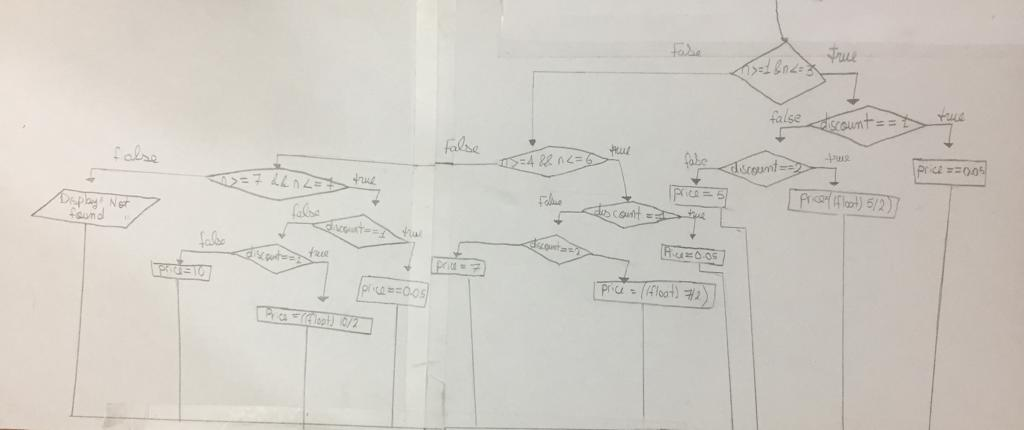 False
true
n>=1 & n<=3
false
discount == 1
true
False
n>=4 && n<=6
true
false
discount==2
true
price==0.05
false
n>=7 && n<=
true
price = 5
price=(float) 5/2)
Display: Not
found
False
discount ==1
true
false
discount==1
true
false
discount==2
true
discount==2
Price=0.05
price=10
price = 7
price==0.05
price = ((float) 7/2)
Price = ((float) 10/2